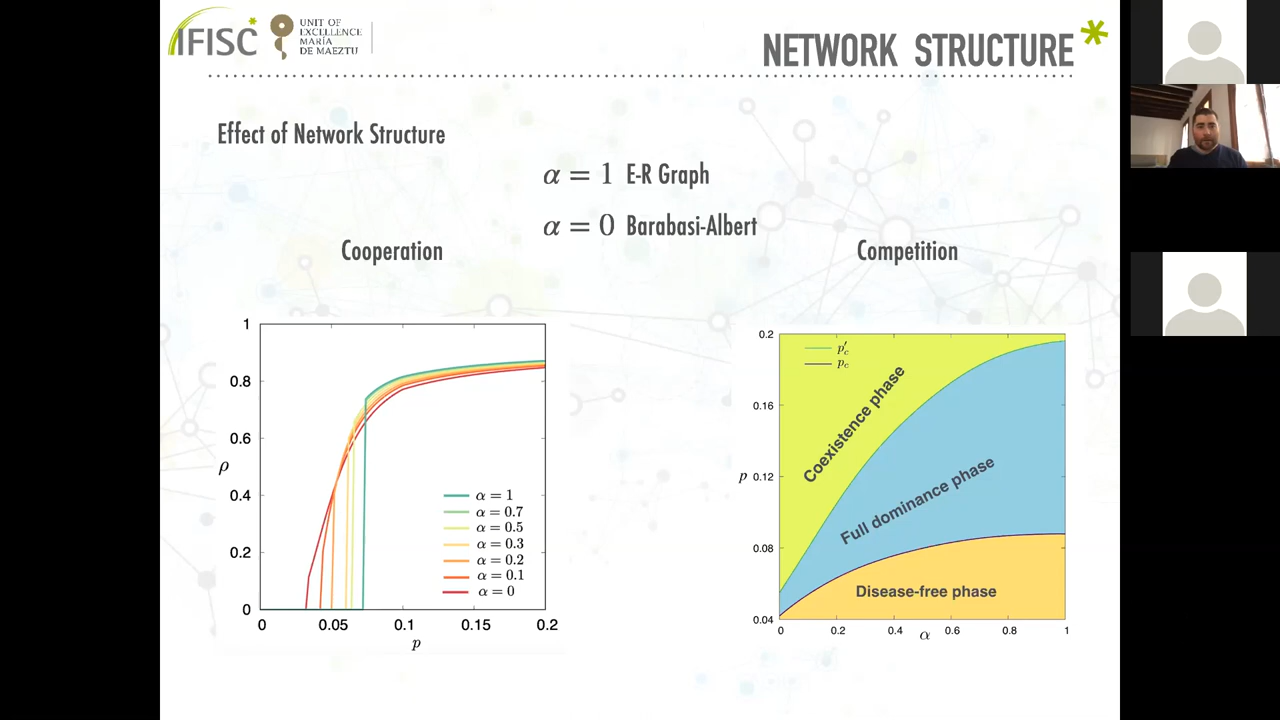 IFISC
UNIT OF
EXCELLENCE
MARÍA
DE MAEZTU
NETWORK STRUCTURE*
Effect of Network Structure
α = 1 E-R Graph
α = 0 Barabasi-Albert
Cooperation
Competition
1
0.8
0.6
ρ
0.4
0.2
0
α = 1
α = 0.7
α = 0.5
α = 0.3
α = 0.2
α = 0.1
α = 0
0 0.05 0.1 0.15 0.2
p
0.2
0.16
p 0.12
0.08
0.04
p′c
pc
Coexistence phase
Full dominance phase
Disease-free phase
0 0.2 0.4 0.6 0.8 1
α